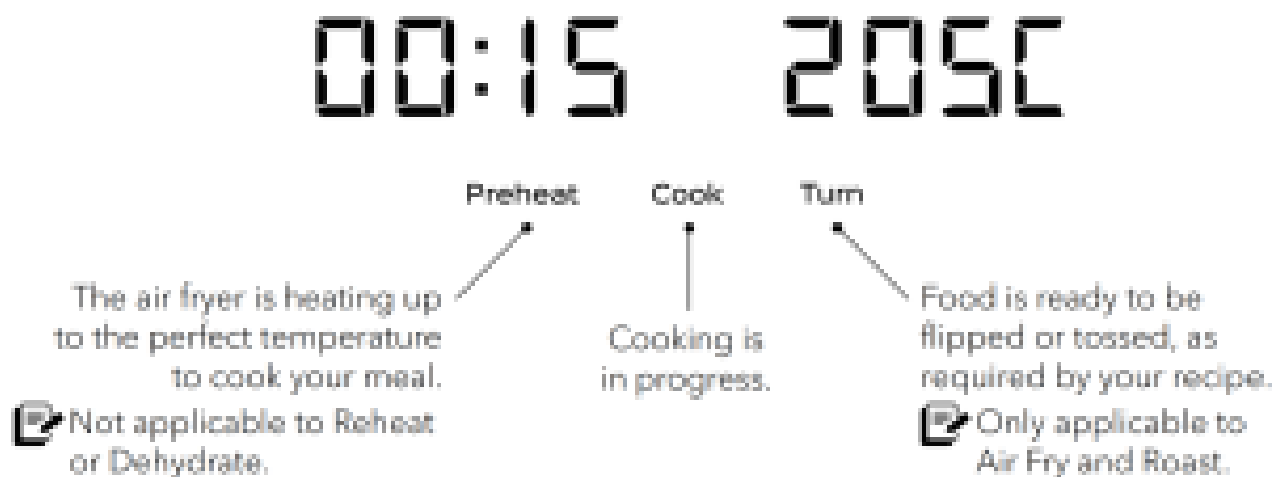 00:15 205C
Preheat Cook Turn
The air fryer is heating up
to the perfect temperature
to cook your meal.
Not applicable to Reheat
or Dehydrate.
Cooking is
in progress.
Food is ready to be
flipped or tossed, as
required by your recipe.
Only applicable to
Air Fry and Roast.